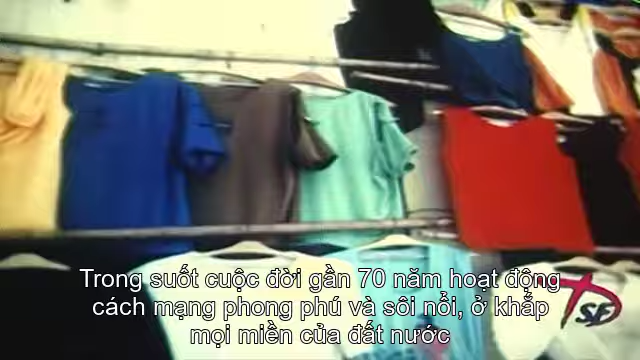 Trong suốt cuộc đời gần 70 năm hoạt động
cách mạng phong phú và sôi nổi, ở khắp
mọi miền của đất nước
SF